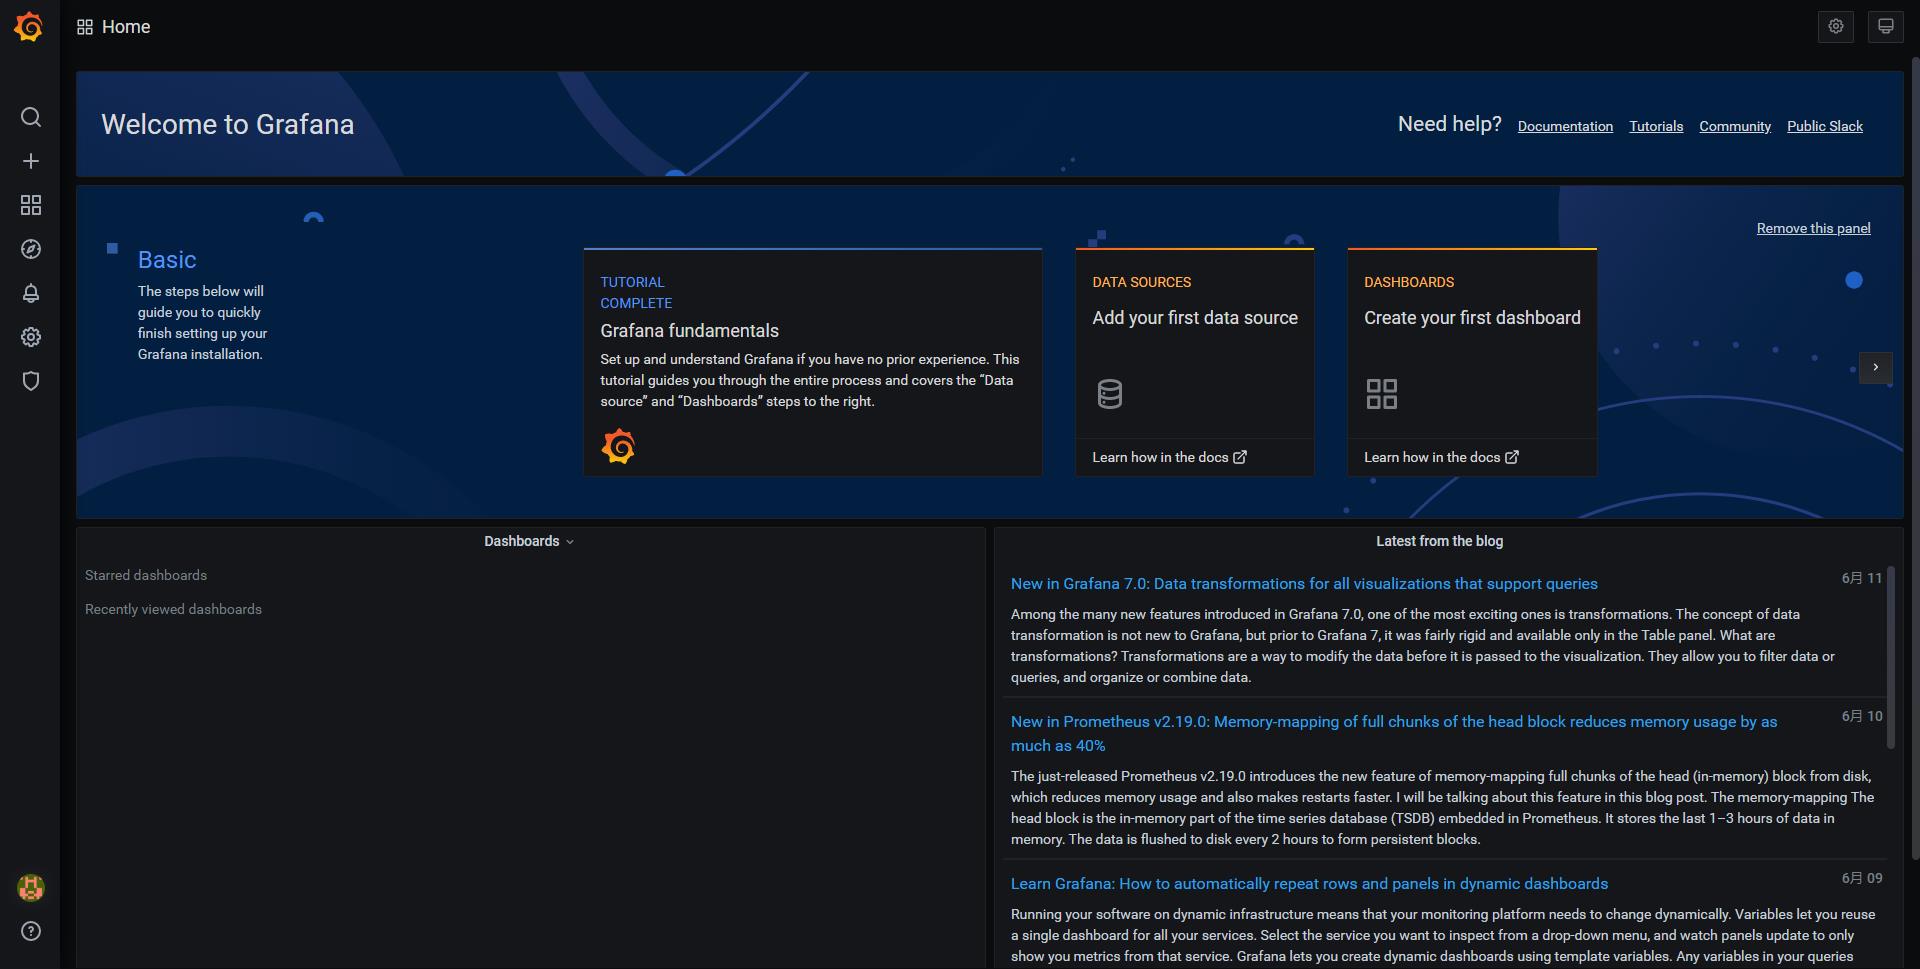 Home
Welcome to Grafana
Need help? Documentation Tutorials Community Public Slack
Remove this panel
Basic
The steps below will
guide you to quickly
finish setting up your
Grafana installation.
TUTORIAL
COMPLETE
Grafana fundamentals
Set up and understand Grafana if you have no prior experience. This
tutorial guides you through the entire process and covers the “Data
source” and “Dashboards” steps to the right.
DATA SOURCES
Add your first data source
Learn how in the docs
DASHBOARDS
Create your first dashboard
Learn how in the docs
Dashboards
Starred dashboards
Recently viewed dashboards
Latest from the blog
New in Grafana 7.0: Data transformations for all visualizations that support queries
6月 11
Among the many new features introduced in Grafana 7.0, one of the most exciting ones is transformations. The concept of data
transformation is not new to Grafana, but prior to Grafana 7, it was fairly rigid and available only in the Table panel. What are
transformations? Transformations are a way to modify the data before it is passed to the visualization. They allow you to filter data or
queries, and organize or combine data.
New in Prometheus v2.19.0: Memory-mapping of full chunks of the head block reduces memory usage by as
much as 40%
6月 10
The just-released Prometheus v2.19.0 introduces the new feature of memory-mapping full chunks of the head (in-memory) block from disk,
which reduces memory usage and also makes restarts faster. I will be talking about this feature in this blog post. The memory-mapping The
head block is the in-memory part of the time series database (TSDB) embedded in Prometheus. It stores the last 1–3 hours of data in
memory. The data is flushed to disk every 2 hours to form persistent blocks.
Learn Grafana: How to automatically repeat rows and panels in dynamic dashboards
6月 09
Running your software on dynamic infrastructure means that your monitoring platform needs to change dynamically. Variables let you reuse
a single dashboard for all your services. Select the service you want to inspect from a drop-down menu, and watch panels update to only
show you metrics from that service. Grafana lets you create dynamic dashboards using template variables. Any variables in your queries